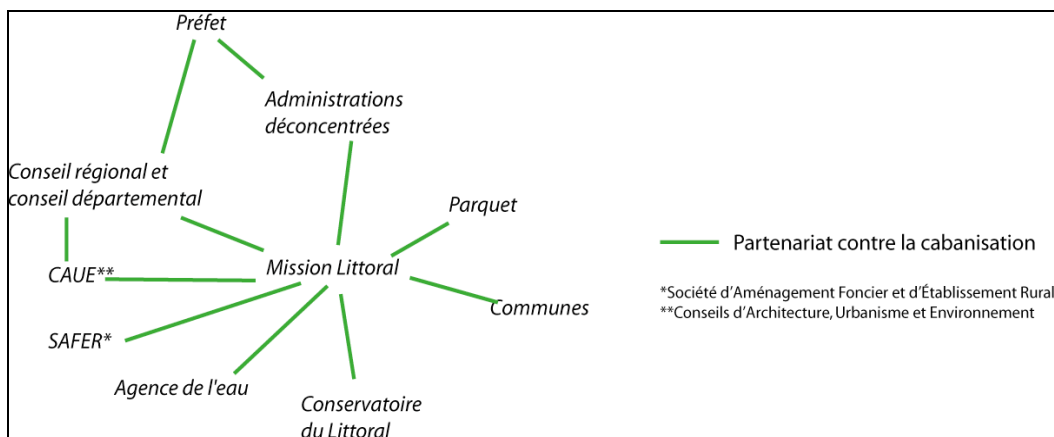 Préfet
Administrations
déconcentrées
Conseil régional et
conseil départemental
Parquet
Partenariat contre la cabanisation
CAUE**
Mission Littoral
*Société d'Aménagement Foncier et d'Établissement Rural
**Conseils d'Architecture, Urbanisme et Environnement
Communes
SAFER*
Agence de l'eau
Conservatoire
du Littoral